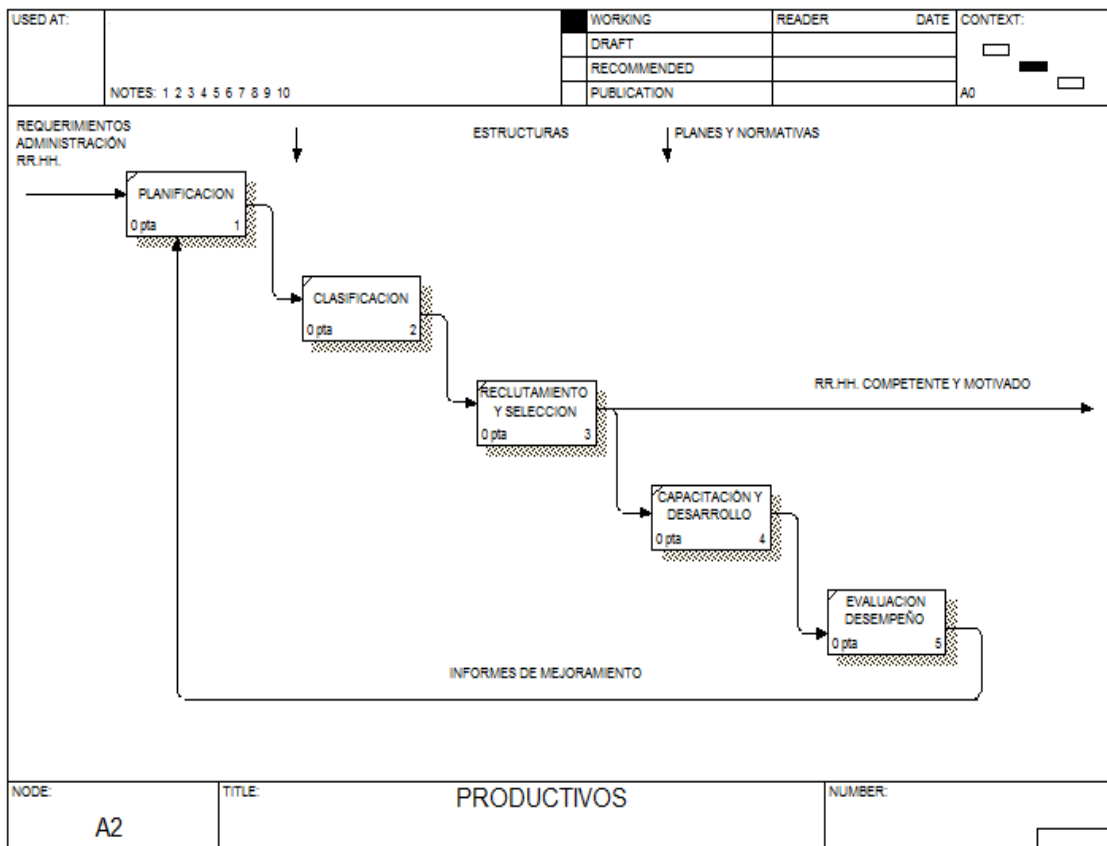 USED AT:
WORKING
READER
DATE
CONTEXT:
DRAFT
RECOMMENDED
NOTES: 1 2 3 4 5 6 7 8 9 10
PUBLICATION
A0
REQUERIMIENTOS
ADMINISTRACIÓN
RR.HH.
ESTRUCTURAS
PLANES Y NORMATIVAS
PLANIFICACION
0 pta
1
CLASIFICACION
0 pta
2
RECLUTAMIENTO
Y SELECCION
0 pta
3
RR.HH. COMPETENTE Y MOTIVADO
CAPACITACIÓN Y
DESARROLLO
0 pta
4
EVALUACION
DESEMPEÑO
0 pta
5
INFORMES DE MEJORAMIENTO
NODE:
A2
TITLE:
PRODUCTIVOS
NUMBER: